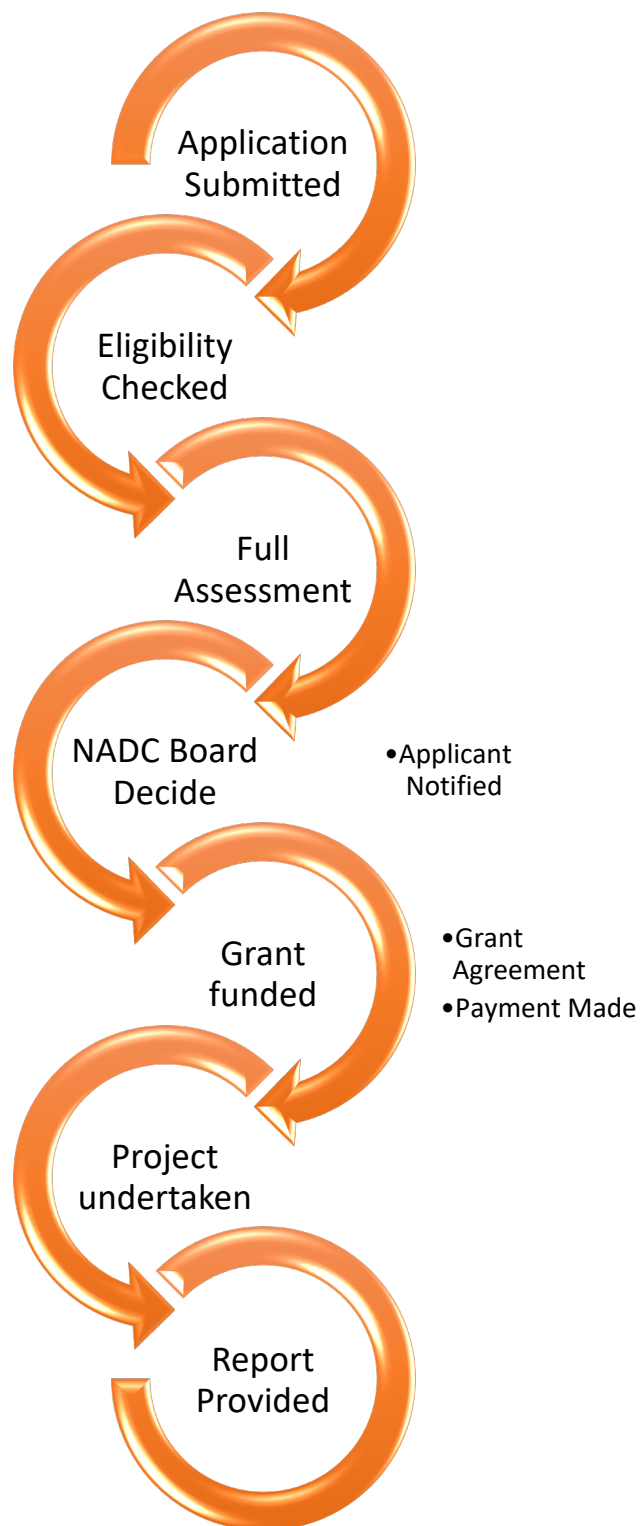 Application
Submitted
Eligibility
Checked
Full
Assessment
NADC Board
Decide
•Applicant
Notified
Grant
funded
•Grant
Agreement
•Payment Made
Project
undertaken
Report
Provided